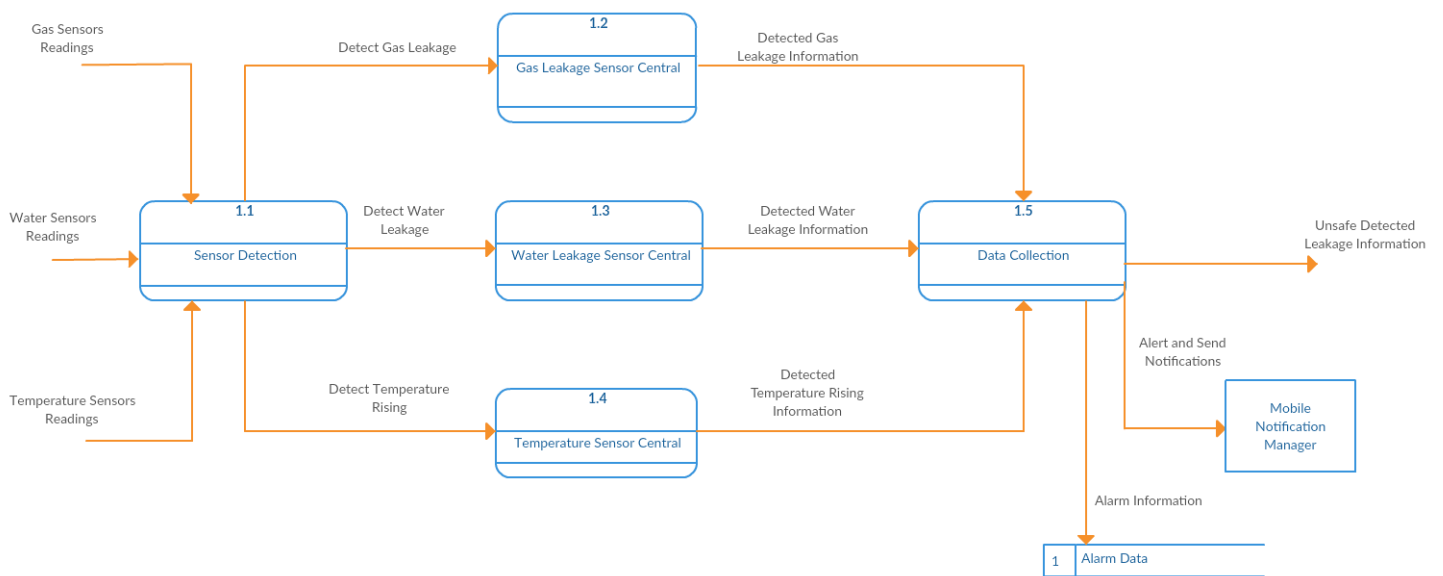 Gas Sensors
Readings
Detect Gas Leakage
1.2
Gas Leakage Sensor Central
Detected Gas
Leakage Information
Water Sensors
Readings
1.1
Sensor Detection
Detect Water
Leakage
1.3
Water Leakage Sensor Central
Detected Water
Leakage Information
1.5
Data Collection
Unsafe Detected
Leakage Information
Temperature Sensors
Readings
Detect Temperature
Rising
1.4
Temperature Sensor Central
Detected
Temperature Rising
Information
Alert and Send
Notifications
Mobile
Notification
Manager
Alarm Information
1
Alarm Data